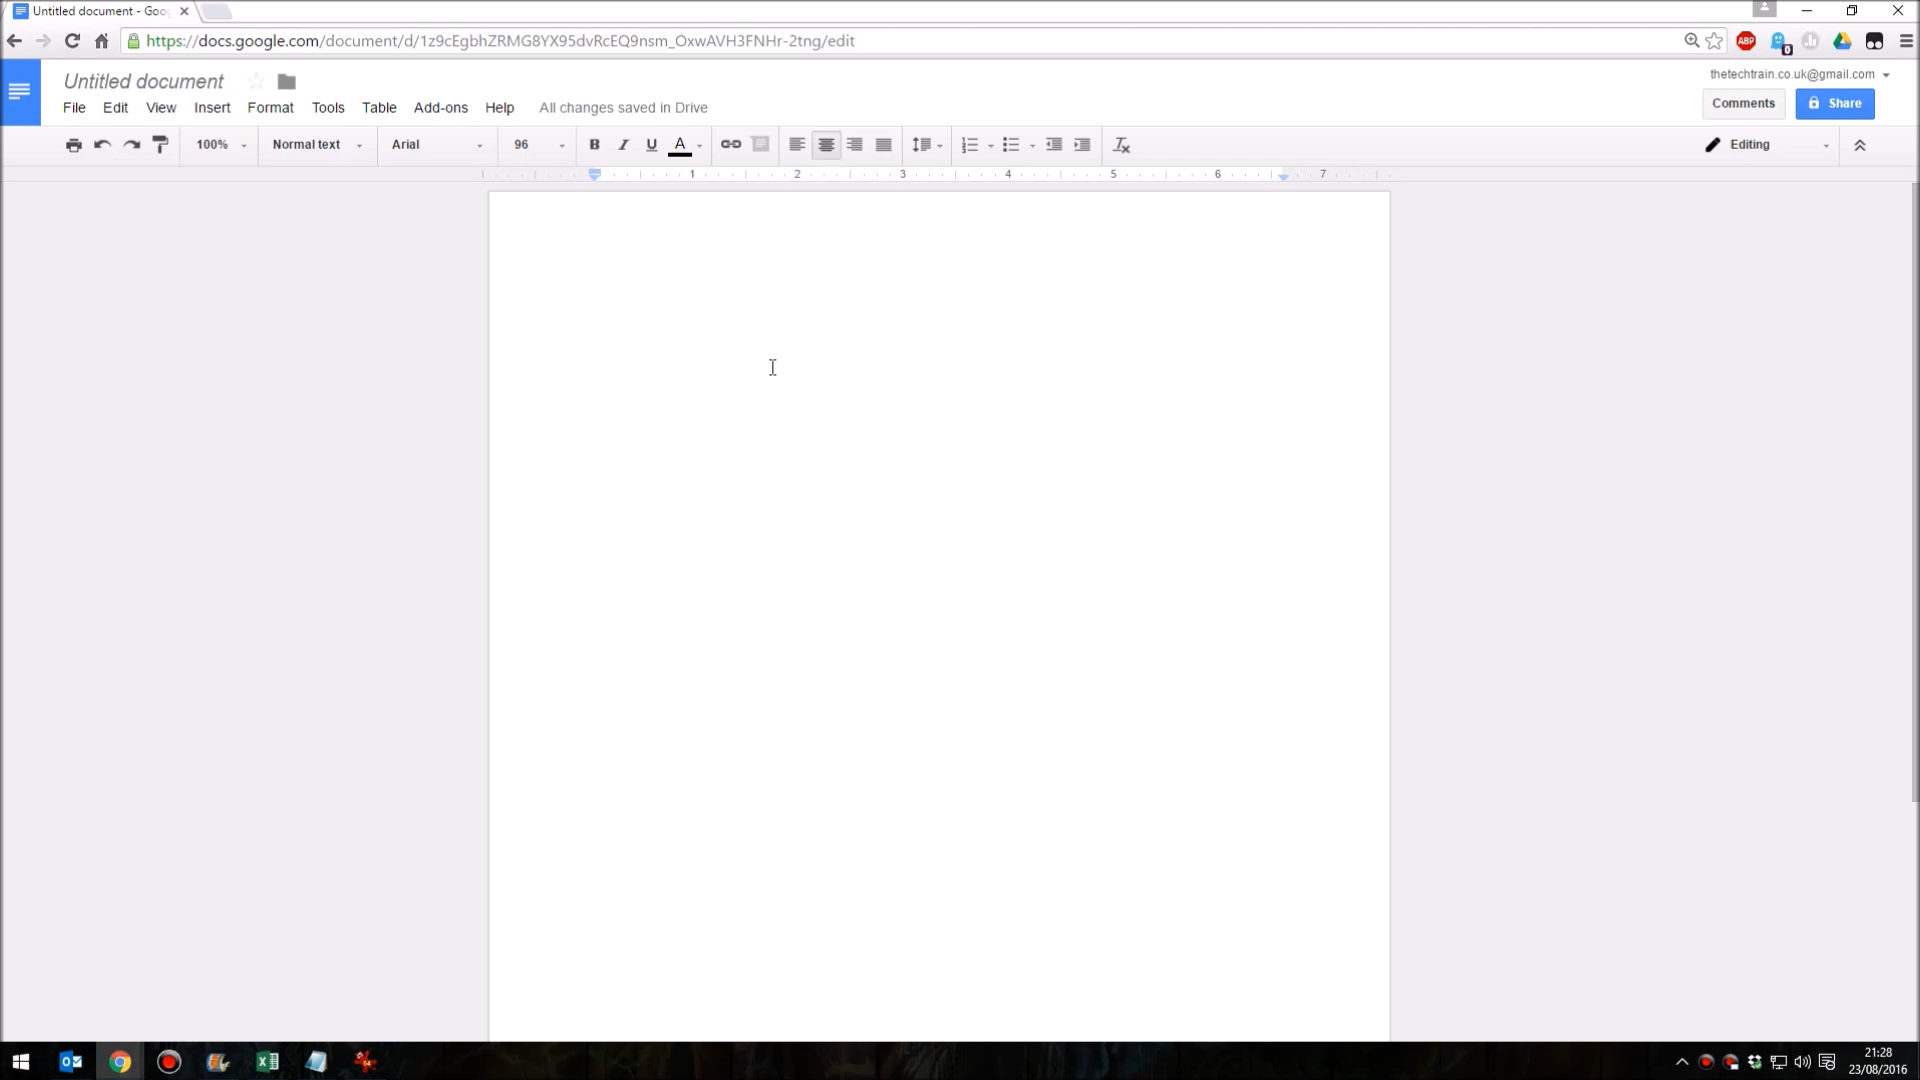 Untitled document - Goo
https://docs.google.com/document/d/1z9cEgbhZRMG8YX95dvRcEQ9nsm_OxwAVH3FNHr-2tng/edit
ABP
0
Untitled document
thetechtrain.co.uk@gmail.com
File Edit View Insert Format Tools Table Add-ons Help All changes saved in Drive
Comments Share
100% Normal text Arial 96 B I U A Editing
1 2 3 4 5 6 7
21:28
23/08/2016